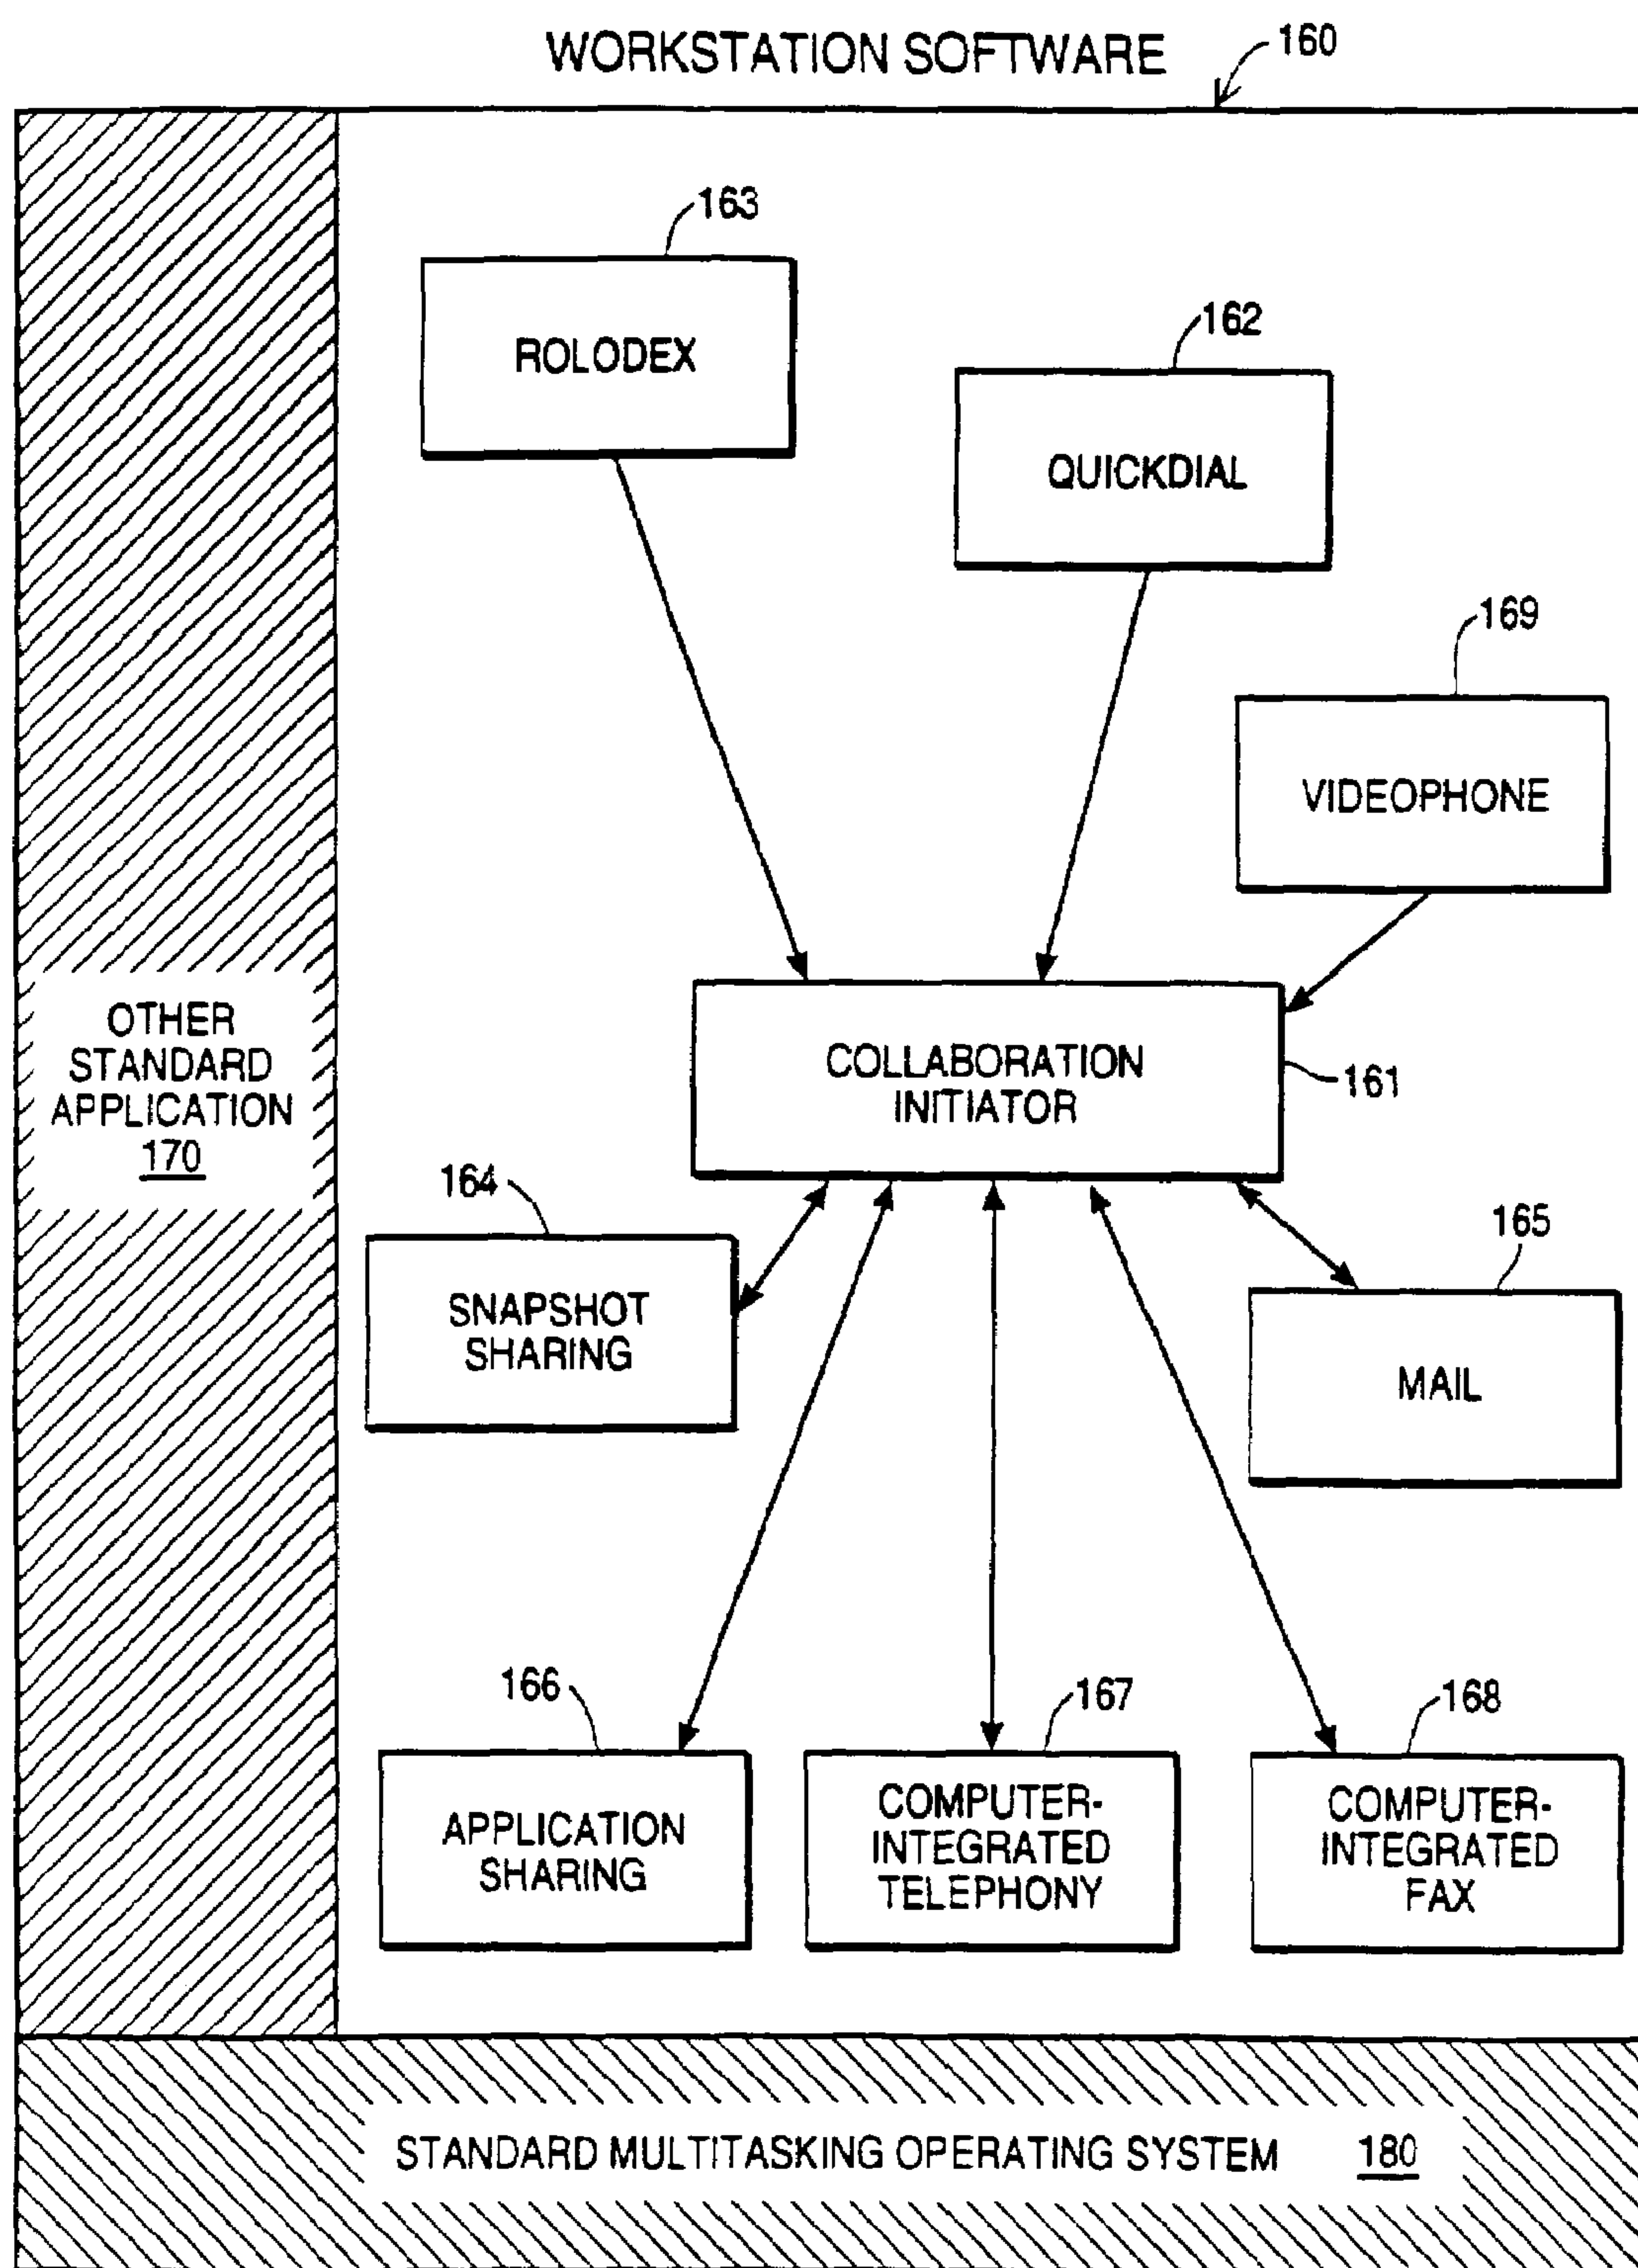 WORKSTATION SOFTWARE
160
163
ROLODEX
162
QUICKDIAL
169
VIDEOPHONE
OTHER
STANDARD
APPLICATION
170
COLLABORATION
INITIATOR
161
164
SNAPSHOT
SHARING
165
MAIL
166
APPLICATION
SHARING
167
COMPUTER-
INTEGRATED
TELEPHONY
168
COMPUTER-
INTEGRATED
FAX
STANDARD MULTITASKING OPERATING SYSTEM 180